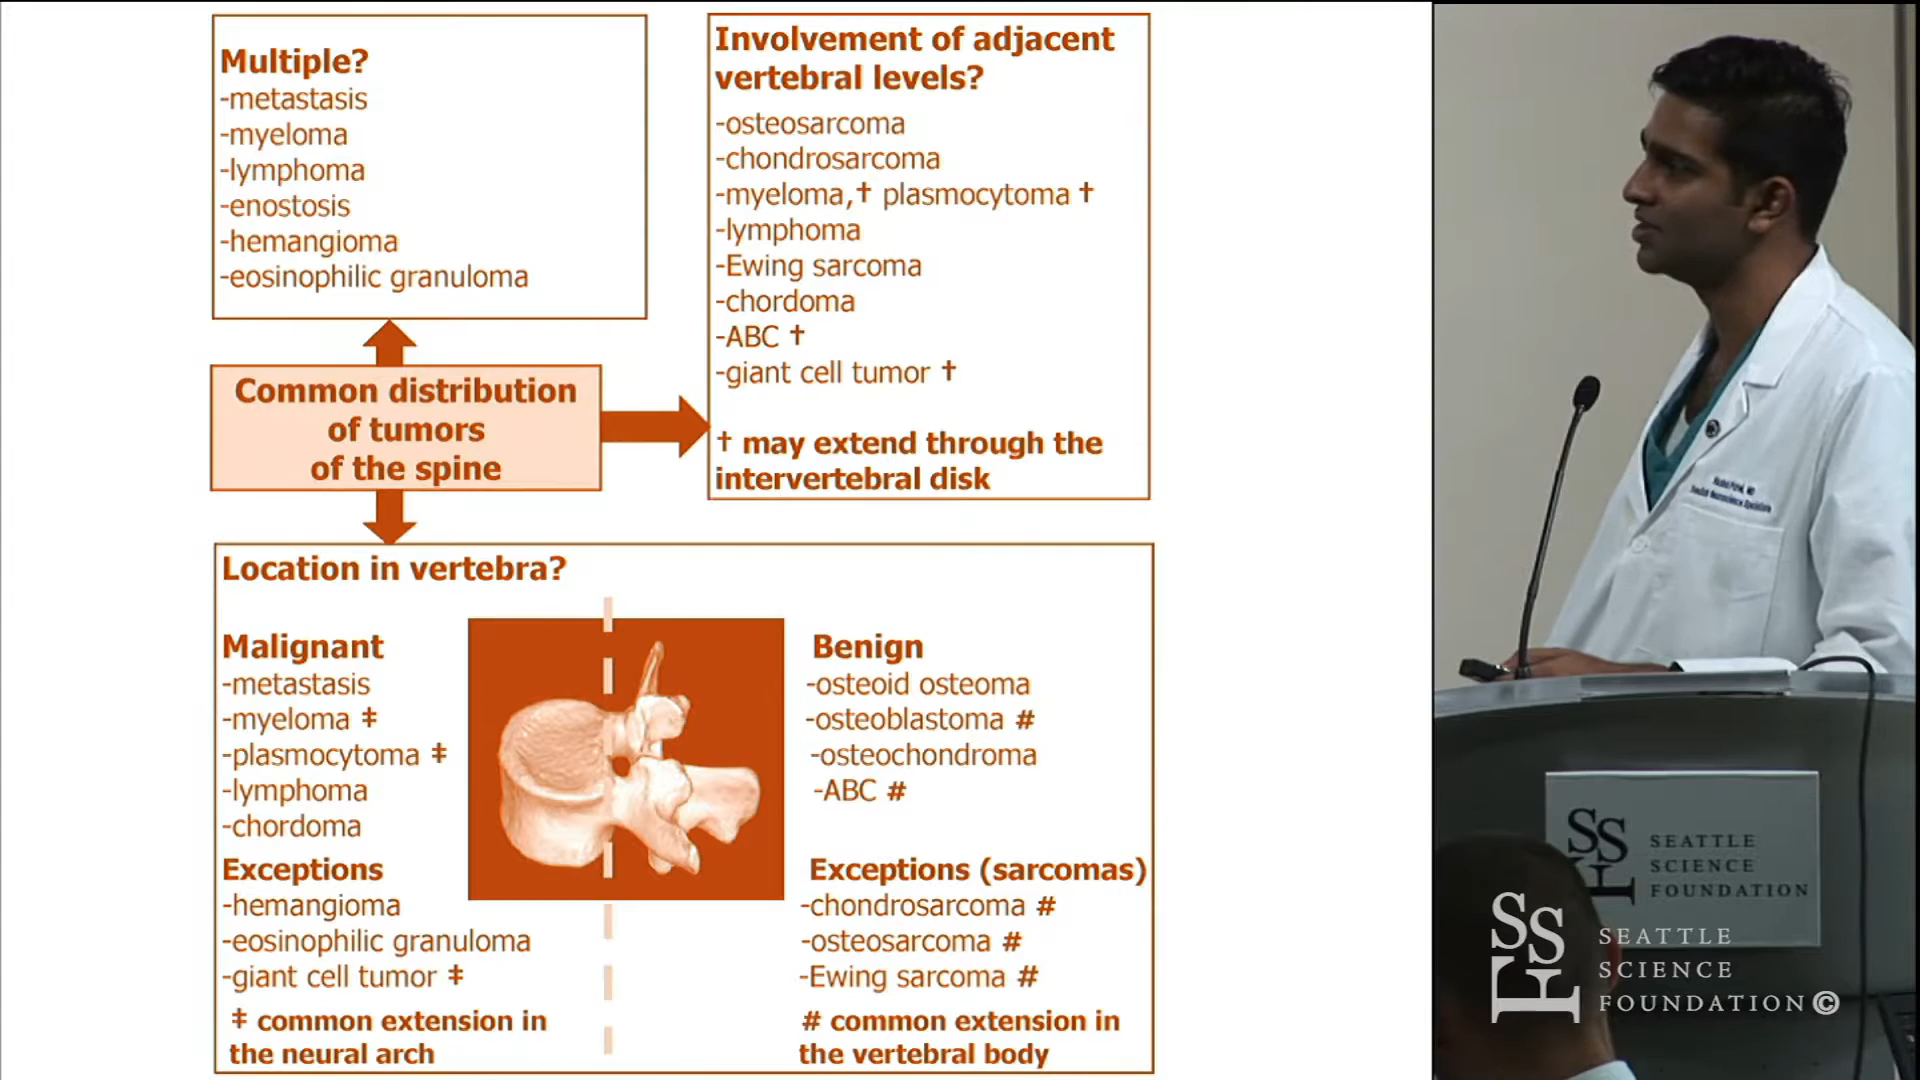 Multiple?
-metastasis
-myeloma
-lymphoma
-enostosis
-hemangioma
-eosinophilic granuloma
Involvement of adjacent
vertebral levels?
-osteosarcoma
-chondrosarcoma
-myeloma,† plasmocytoma †
-lymphoma
-Ewing sarcoma
-chordoma
-ABC †
-giant cell tumor †
† may extend through the
intervertebral disk
Common distribution
of tumors
of the spine
Location in vertebra?
Malignant
-metastasis
-myeloma ‡
-plasmocytoma ‡
-lymphoma
-chordoma
Exceptions
-hemangioma
-eosinophilic granuloma
-giant cell tumor ‡
‡ common extension in
the neural arch
Benign
-osteoid osteoma
-osteoblastoma #
-osteochondroma
-ABC #
Exceptions (sarcomas)
-chondrosarcoma #
-osteosarcoma #
-Ewing sarcoma #
# common extension in
the vertebral body
SSF
SEATTLE
SCIENCE
FOUNDATION
SSF
SEATTLE
SCIENCE
FOUNDATION©